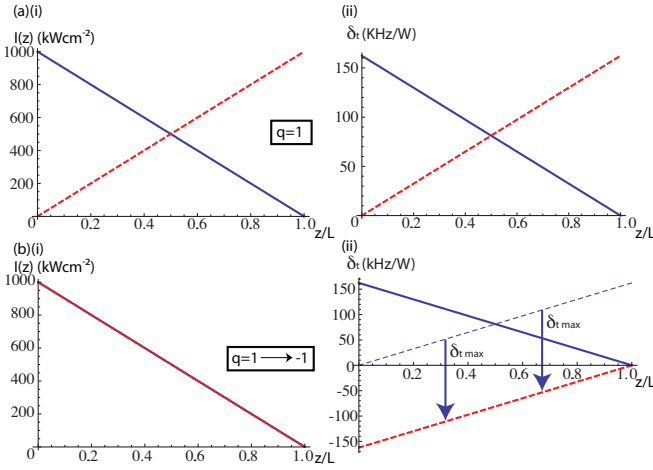 (a)(i)
I(z) (kWcm⁻²)
1000
800
600
400
200
0
0.2
0.4
0.6
0.8
1.0
z/L
q=1
(ii)
δt (KHz/W)
150
100
50
0
0.2
0.4
0.6
0.8
1.0
z/L
(b)(i)
I(z) (kWcm⁻²)
1000
800
600
400
200
0
0.2
0.4
0.6
0.8
1.0
z/L
q=1 → -1
(ii)
δt (kHz/W)
150
100
50
0
-50
-100
-150
0.2
0.4
0.6
0.8
1.0
z/L
δt max
δt max